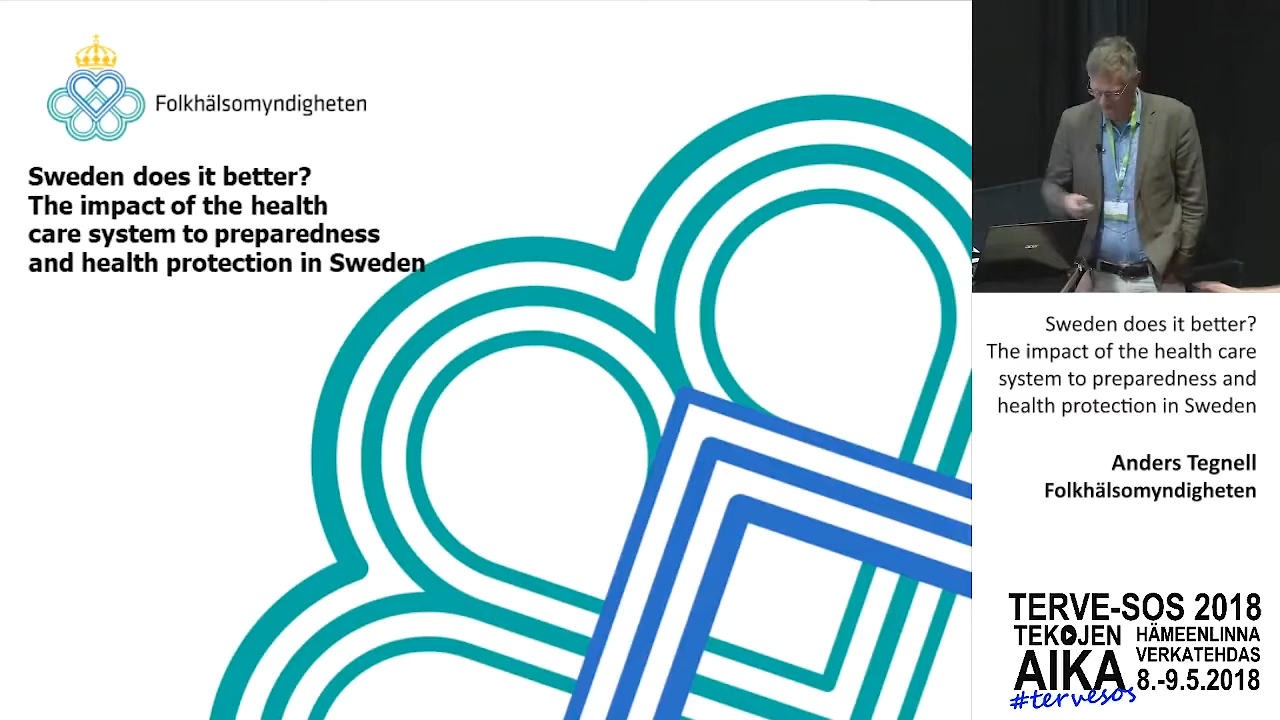 Folkhälsomyndigheten
Sweden does it better?
The impact of the health
care system to preparedness
and health protection in Sweden
acer
Sweden does it better?
The impact of the health care
system to preparedness and
health protection in Sweden
Anders Tegnell
Folkhälsomyndigheten
TERVE-SOS 2018
TEKOJEN
AIKA
HÄMEENLINNA
VERKATEHDAS
8.-9.5.2018
#tervesos